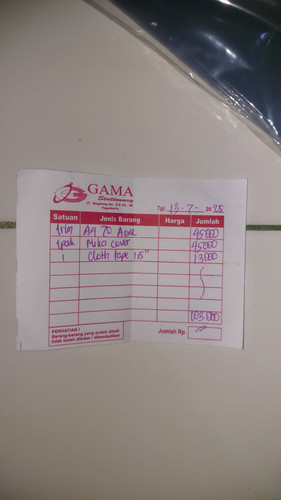 GAMA
Stationary
Yogyakarta
Tgl. 13-7-2025
Satuan Jenis Barang Harga Jumlah
1rim A4 70 45.000
1pak Mika cover 45.000
1 Cloth Tape 1,5" 13.000
103.000
PERHATIAN !
Barang-barang yang sudah dibeli
tidak boleh ditukar / dikembalikan
Jumlah Rp.